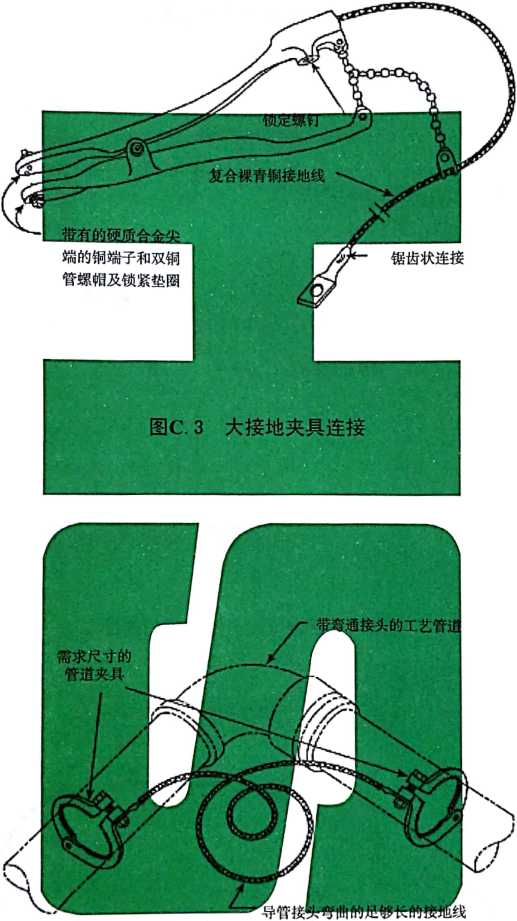 锁定螺钉
复合裸青铜接地线
带有的硬质合金尖
端的铜端子和双铜
管螺帽及锁紧垫圈
锯齿状连接
图C.3 大接地夹具连接
带弯通接头的工艺管道
需求尺寸的
管道夹具
导管接头弯曲的足够长的接地线